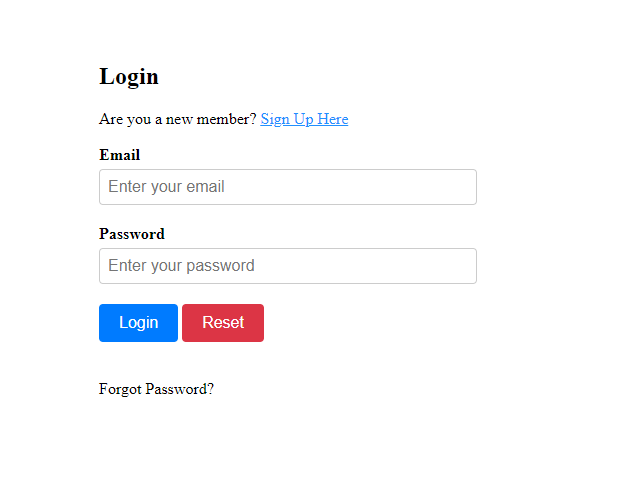 Login
Are you a new member? Sign Up Here
Email
Enter your email
Password
Enter your password
Login Reset
Forgot Password?